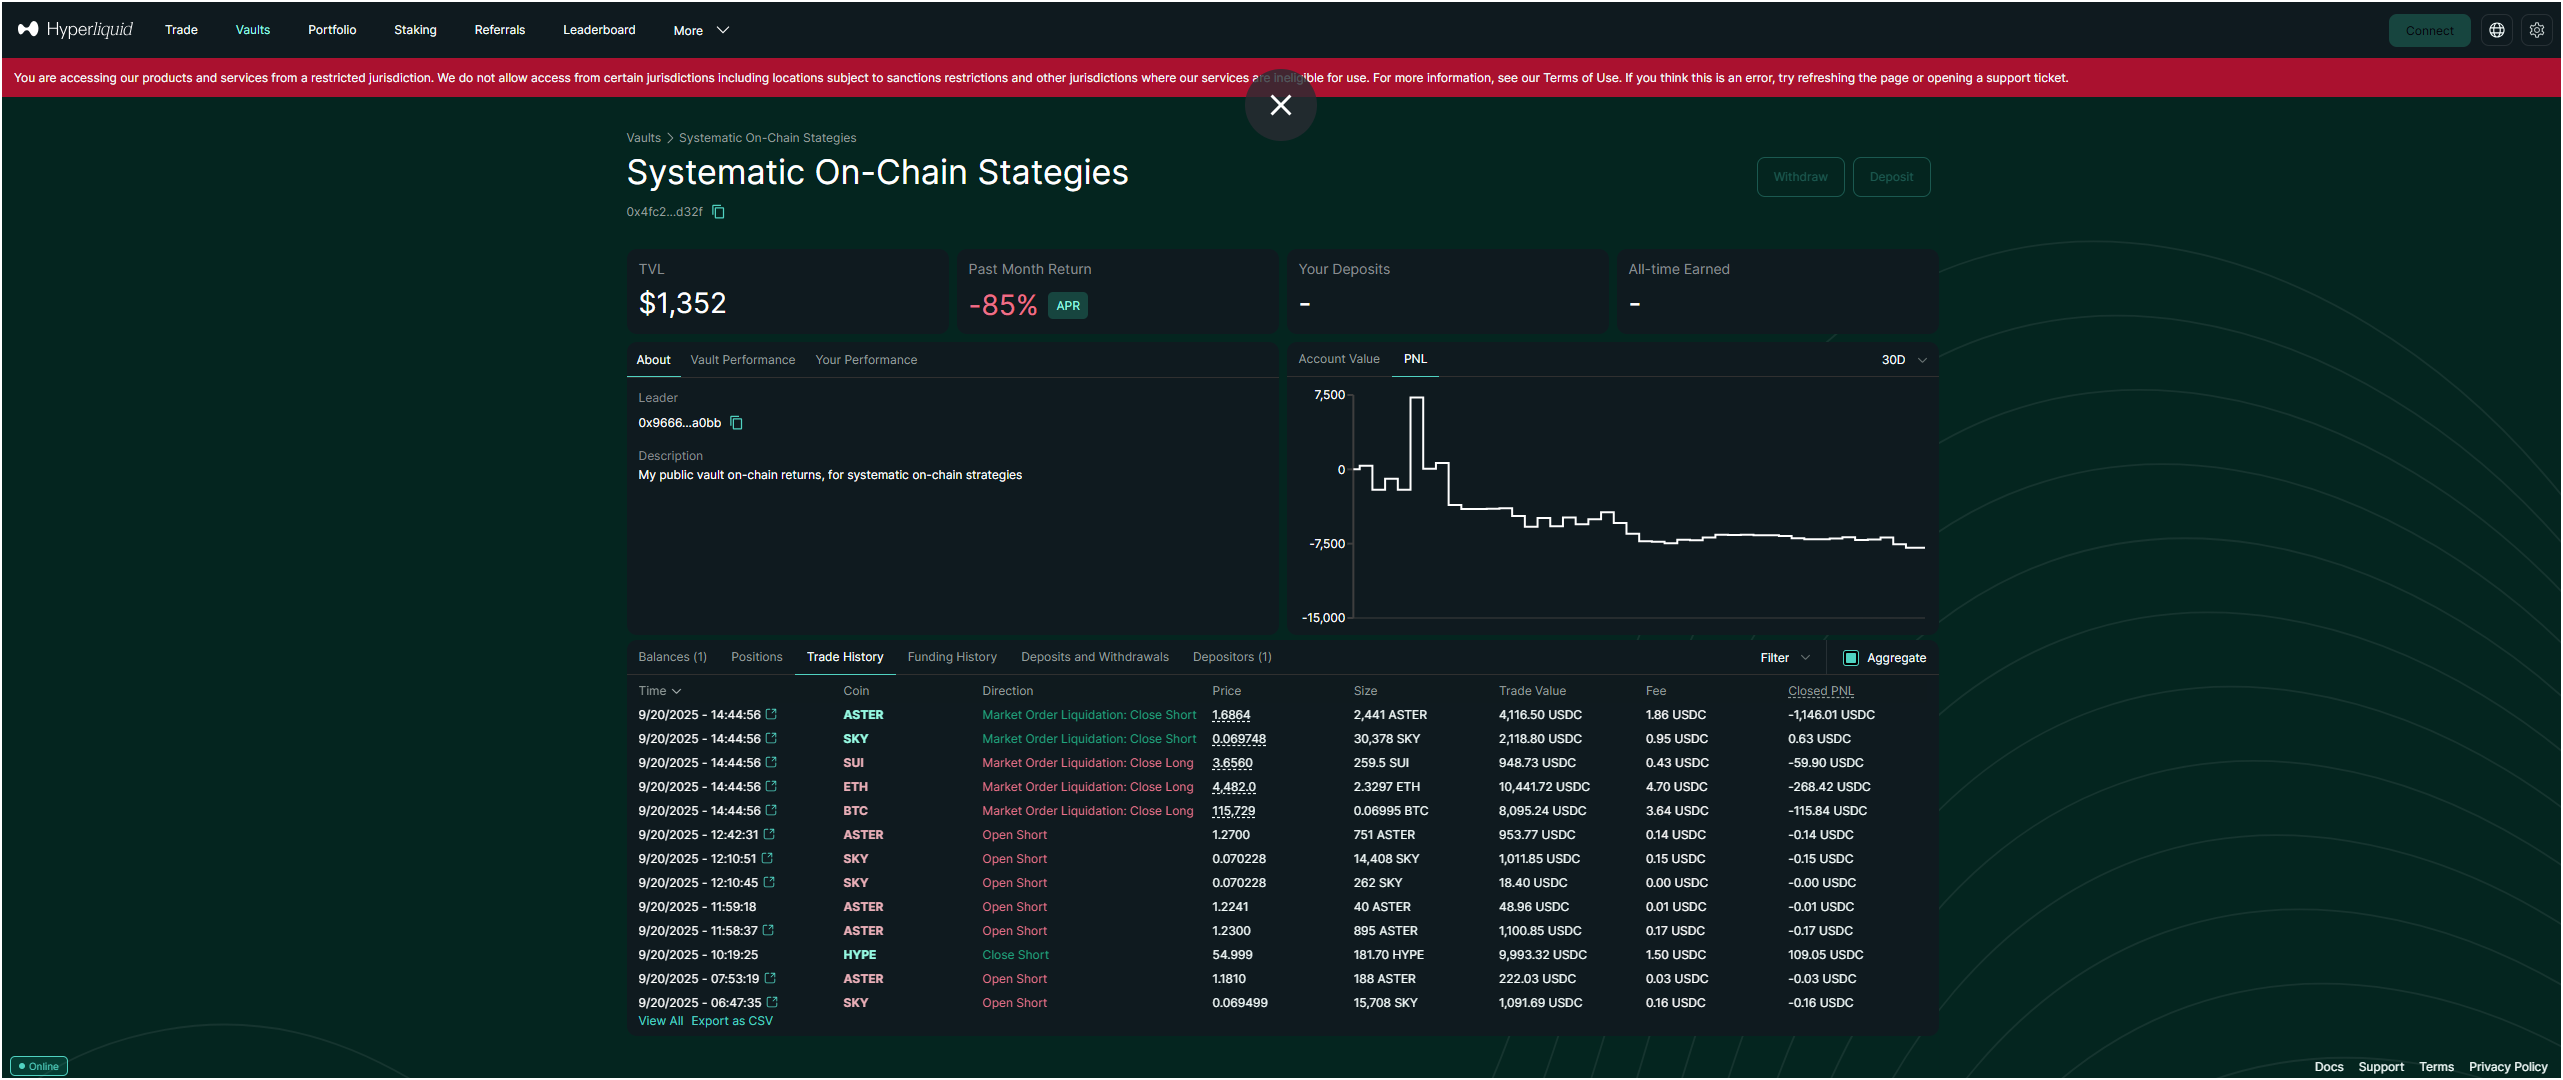 Hyperliquid Trade Vaults Portfolio Staking Referrals Leaderboard More Connect
You are accessing our products and services from a restricted jurisdiction. We do not allow access from certain jurisdictions including locations subject to sanctions restrictions and other jurisdictions where our services are ineligible for use. For more information, see our Terms of Use. If you think this is an error, try refreshing the page or opening a support ticket.
Vaults > Systematic On-Chain Stategies
Systematic On-Chain Stategies
Withdraw Deposit
0x4fc2...d32f
TVL
$1,352
Past Month Return
-85% APR
Your Deposits
-
All-time Earned
-
About Vault Performance Your Performance
Leader
0x9666...a0bb
Description
My public vault on-chain returns, for systematic on-chain strategies
Account Value PNL 30D
7,500
0
-7,500
-15,000
Balances (1) Positions Trade History Funding History Deposits and Withdrawals Depositors (1) Filter Aggregate
Time Coin Direction Price Size Trade Value Fee Closed PNL
9/20/2025 - 14:44:56 ASTER Market Order Liquidation: Close Short 1.6864 2,441 ASTER 4,116.50 USDC 1.86 USDC -1,146.01 USDC
9/20/2025 - 14:44:56 SKY Market Order Liquidation: Close Short 0.069748 30,378 SKY 2,118.80 USDC 0.95 USDC 0.63 USDC
9/20/2025 - 14:44:56 SUI Market Order Liquidation: Close Long 3.6560 259.5 SUI 948.73 USDC 0.43 USDC -59.90 USDC
9/20/2025 - 14:44:56 ETH Market Order Liquidation: Close Long 4,482.0 2.3297 ETH 10,441.72 USDC 4.70 USDC -268.42 USDC
9/20/2025 - 14:44:56 BTC Market Order Liquidation: Close Long 115,729 0.06995 BTC 8,095.24 USDC 3.64 USDC -115.84 USDC
9/20/2025 - 12:42:31 ASTER Open Short 1.2700 751 ASTER 953.77 USDC 0.14 USDC -0.14 USDC
9/20/2025 - 12:10:51 SKY Open Short 0.070228 14,408 SKY 1,011.85 USDC 0.15 USDC -0.15 USDC
9/20/2025 - 12:10:45 SKY Open Short 0.070228 262 SKY 18.40 USDC 0.00 USDC -0.00 USDC
9/20/2025 - 11:59:18 ASTER Open Short 1.2241 40 ASTER 48.96 USDC 0.01 USDC -0.01 USDC
9/20/2025 - 11:58:37 ASTER Open Short 1.2300 895 ASTER 1,100.85 USDC 0.17 USDC -0.17 USDC
9/20/2025 - 10:19:25 HYPE Close Short 54.999 181.70 HYPE 9,993.32 USDC 1.50 USDC 109.05 USDC
9/20/2025 - 07:53:19 ASTER Open Short 1.1810 188 ASTER 222.03 USDC 0.03 USDC -0.03 USDC
9/20/2025 - 06:47:35 SKY Open Short 0.069499 15,708 SKY 1,091.69 USDC 0.16 USDC -0.16 USDC
View All Export as CSV
Online Docs Support Terms Privacy Policy